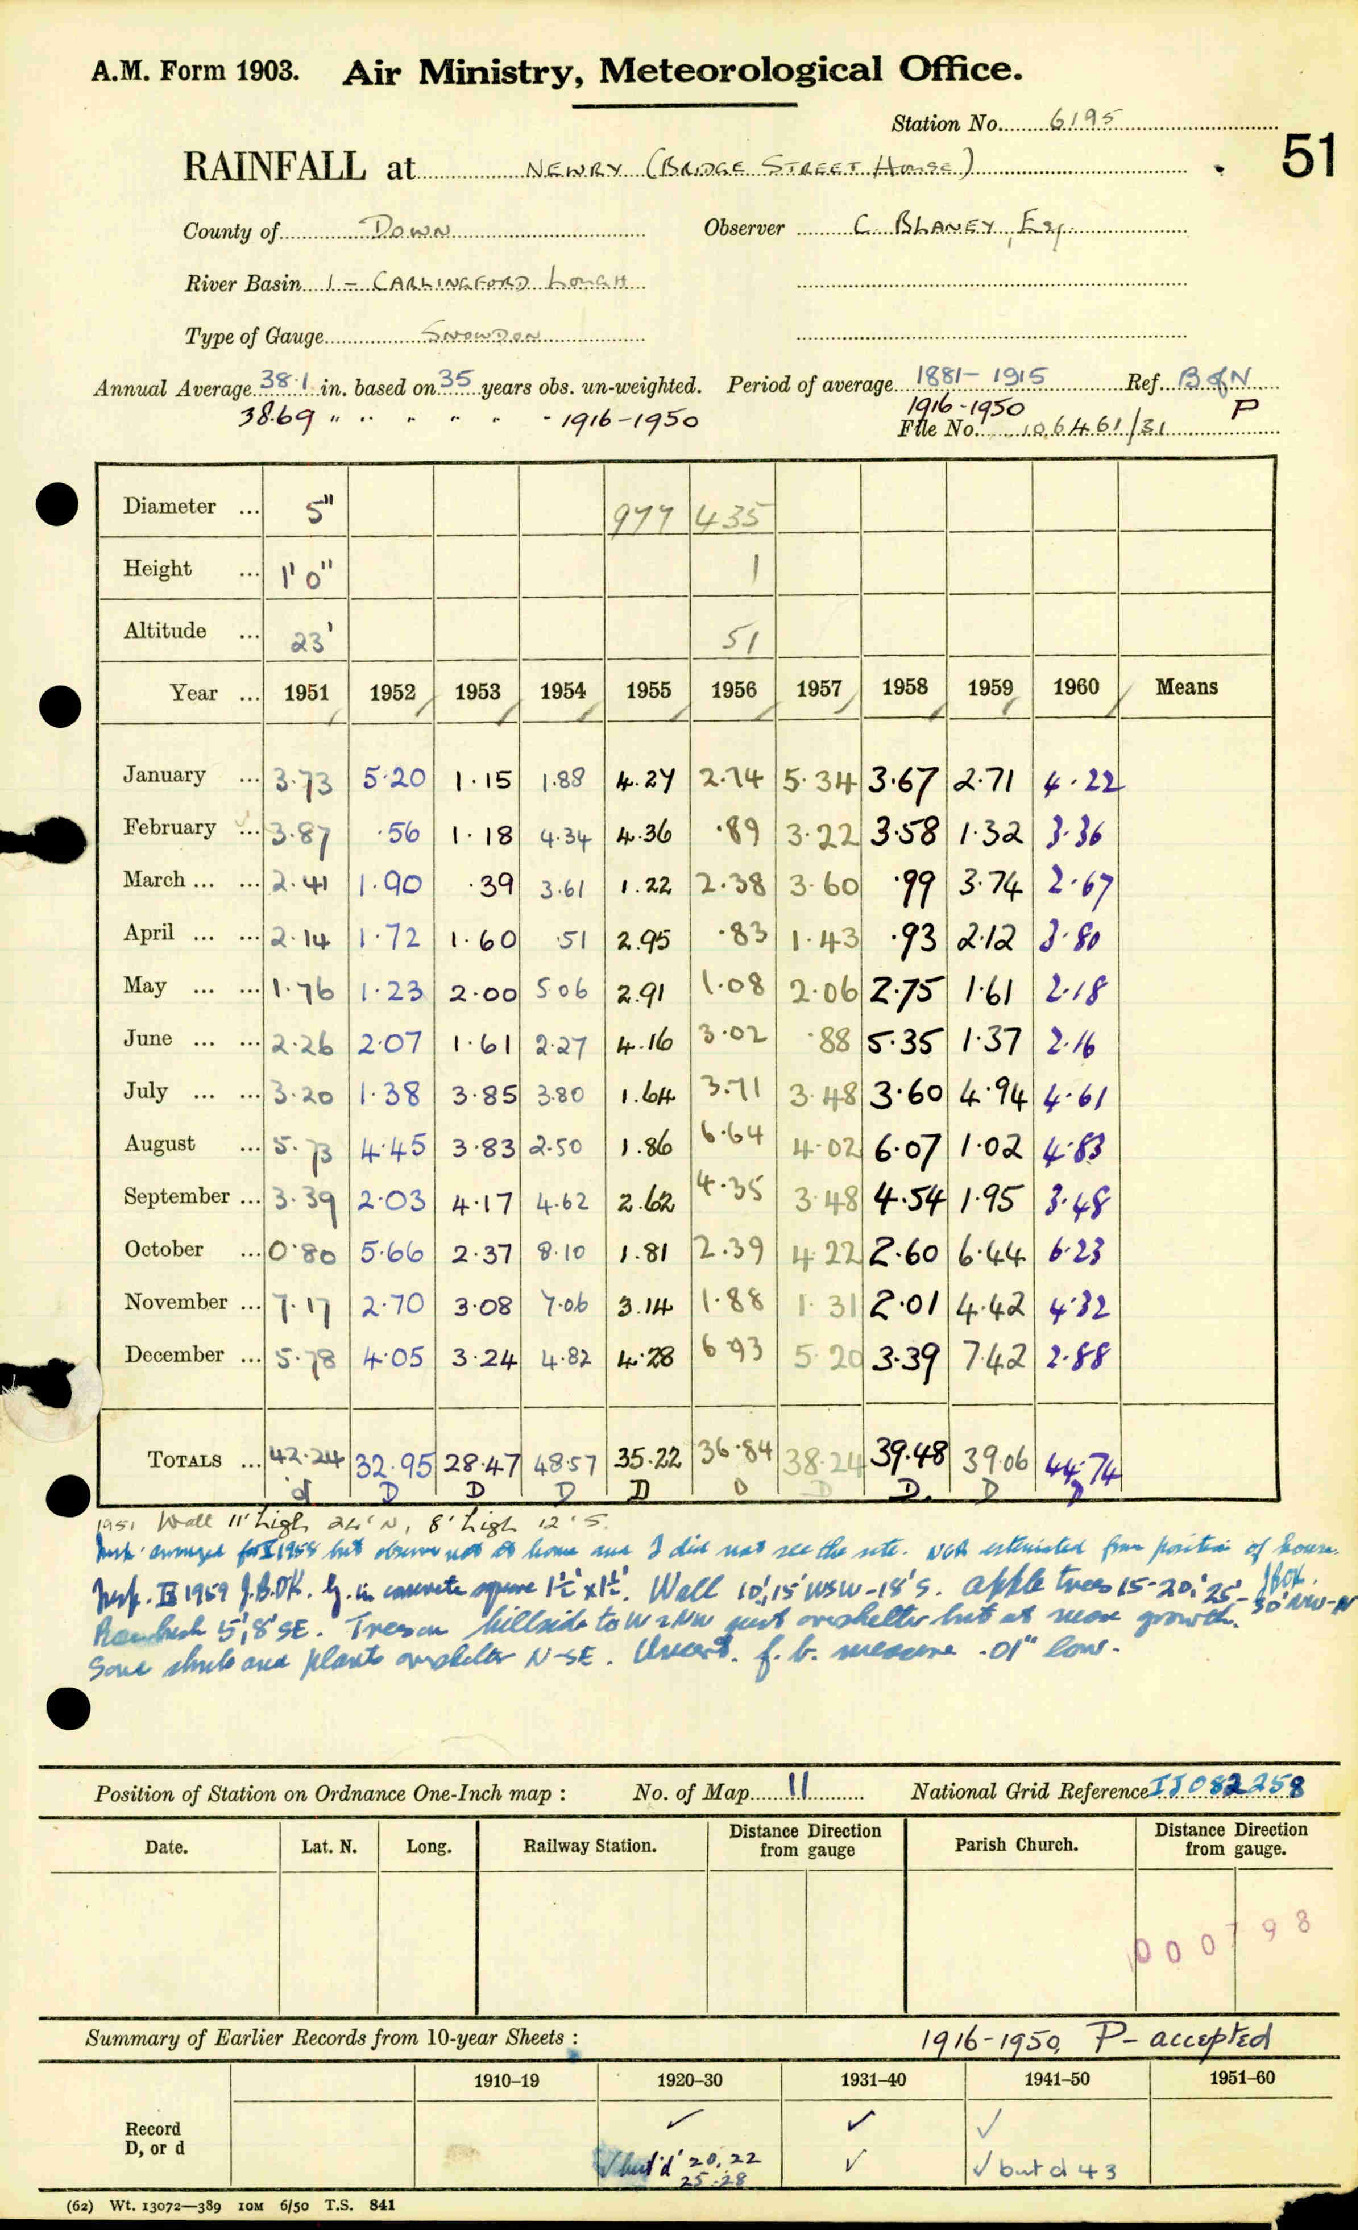 A.M. Form 1903. Air Ministry, Meteorological Office.
Station No. 6195
51
RAINFALL at NEWRY (BRIDGE STREET HOUSE)
County of DOWN Observer C. BLANEY, Esq.
River Basin 1 - CARLINGFORD LOUGH
Type of Gauge SNOWDON
Annual Average 38.1 in. based on 35 years obs. un-weighted. Period of average 1881-1915 Ref. B of N
38.69 " " " " " " 1916-1950 1916-1950 P
File No. 106461/31
Diameter ... 5" 977 435
Height ... 1' 0" 1
Altitude ... 23' 51
Year ... 1951 1952 1953 1954 1955 1956 1957 1958 1959 1960 Means
January ... 3.73 5.20 1.15 1.88 4.27 2.74 5.34 3.67 2.71 4.22
February ... 3.87 .56 1.18 4.34 4.36 .89 3.22 3.58 1.32 3.36
March ... ... 2.41 1.90 .39 3.61 1.22 2.38 3.60 .99 3.74 2.67
April ... ... 2.14 1.72 1.60 .51 2.95 .83 1.43 .93 2.12 3.80
May ... ... 1.76 1.23 2.00 5.06 2.91 1.08 2.06 2.75 1.61 2.18
June ... ... 2.26 2.07 1.61 2.27 4.16 3.02 .88 5.35 1.37 2.16
July ... ... 3.20 1.38 3.85 3.80 1.64 3.71 3.48 3.60 4.94 4.61
August ... 5.73 4.45 3.83 2.50 1.86 6.64 4.02 6.07 1.02 4.83
September ... 3.39 2.03 4.17 4.62 2.62 4.35 3.48 4.54 1.95 3.48
October ... 0.80 5.66 2.37 8.10 1.81 2.39 4.22 2.60 6.44 6.23
November ... 7.17 2.70 3.08 7.06 3.14 1.88 1.31 2.01 4.42 4.32
December ... 5.78 4.05 3.24 4.82 4.28 6.93 5.20 3.39 7.42 2.88
TOTALS ... 42.24 32.95 28.47 48.57 35.22 36.84 38.24 39.48 39.06 44.74
d D D D D D D D. D D
1951 Wall 11' high 24' N, 8' high 12' S.
Insp. arranged for 1958 but observer not at home and I did not see the site. NGR estimated from position of house.
Insp. II 1959 J.B.DK. G. in concrete square 1½' x 1½'. Wall 10', 15' WSW-18' S. Apple trees 15-20', 25'-30' NW-N
5', 8' SE. Trees on hillside to W & NW just overshelter but at near growth.
Some shrubs and plants overshelter N-SE. f. b. measure .01" low.
Position of Station on Ordnance One-Inch map : No. of Map 11 National Grid Reference IJ 082258
Date. Lat. N. Long. Railway Station. Distance from gauge Direction Parish Church. Distance from gauge. Direction
000798
Summary of Earlier Records from 10-year Sheets : 1916-1950, P- accepted
1910–19 1920–30 1931–40 1941–50 1951–60
Record ✓ ✓ ✓
D, or d ✓ but 'd' 20, 22 25-28 ✓ ✓ but d 43
(62) Wt. 13072—389 10M 6/50 T.S. 841